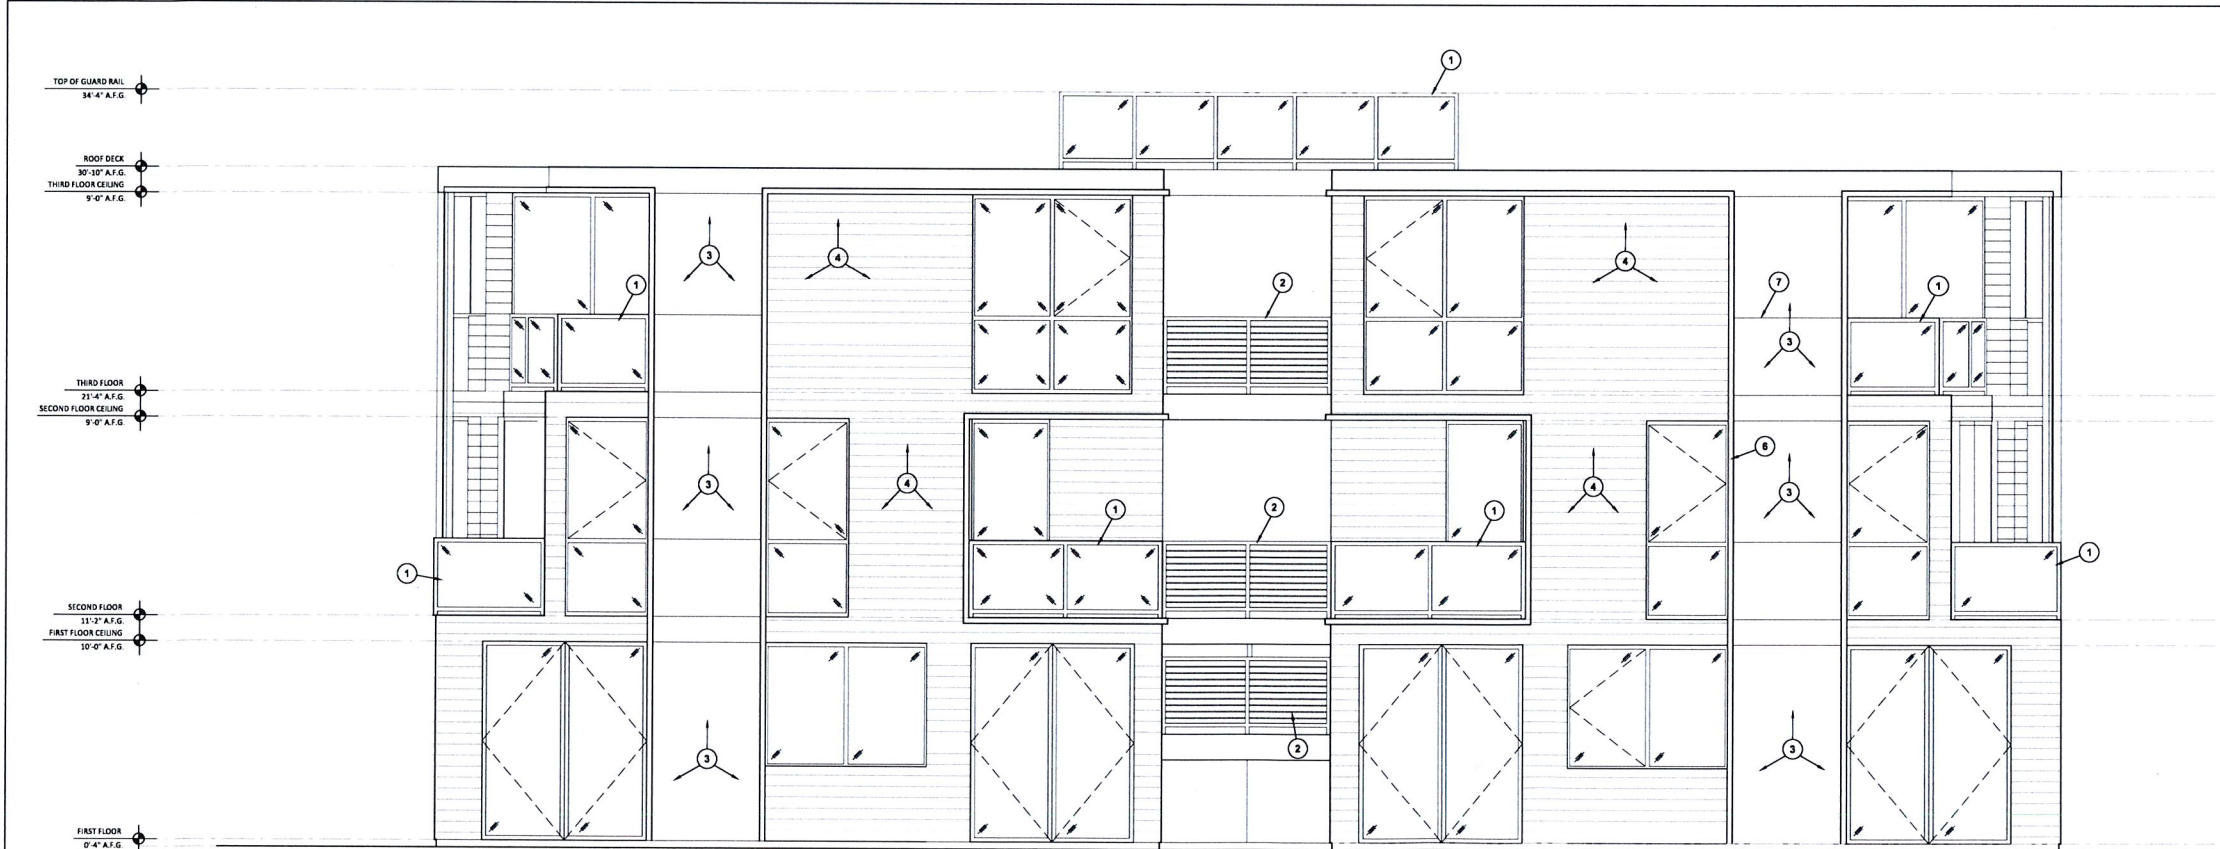 TOP OF GUARD RAIL
34'-4" A.F.G.
1
ROOF DECK
30'-10" A.F.G.
THIRD FLOOR CEILING
9'-0" A.F.G.
3
4
4
1
2
7
1
3
THIRD FLOOR
21'-4" A.F.G.
SECOND FLOOR CEILING
9'-0" A.F.G.
6
3
4
4
3
1
2
1
1
1
SECOND FLOOR
11'-2" A.F.G.
FIRST FLOOR CEILING
10'-0" A.F.G.
3
2
3
FIRST FLOOR
0'-4" A.F.G.